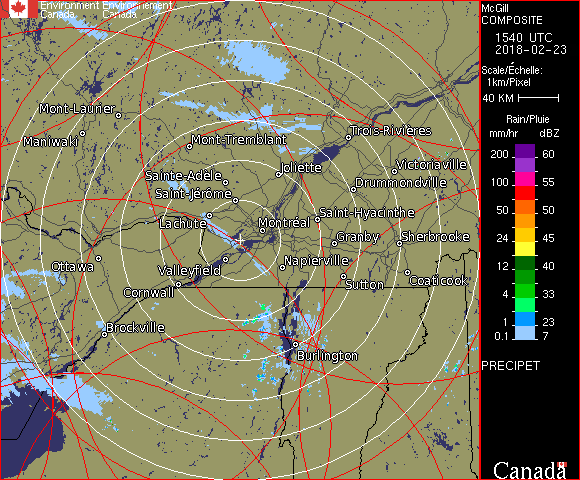 Environment Environnement
Canada Canada
McGill
COMPOSITE
1540 UTC
2018-02-23
Scale/Échelle:
1km/Pixel
40 KM
Rain/Pluie
mm/hr dBZ
200 60
100 55
50 50
24 45
12 40
4 33
1 23
0.1 7
PRECIPET
Canada
Mont-Laurier
Maniwaki
Mont-Tremblant
Trois-Rivières
Joliette
Victoriaville
Sainte-Adèle
Drummondville
Saint-Jérôme
Lachute
Saint-Hyacinthe
Montréal
Granby
Sherbrooke
Ottawa
Valleyfield
Napierville
Cornwall
Sutton
Coaticook
Brockville
Burlington